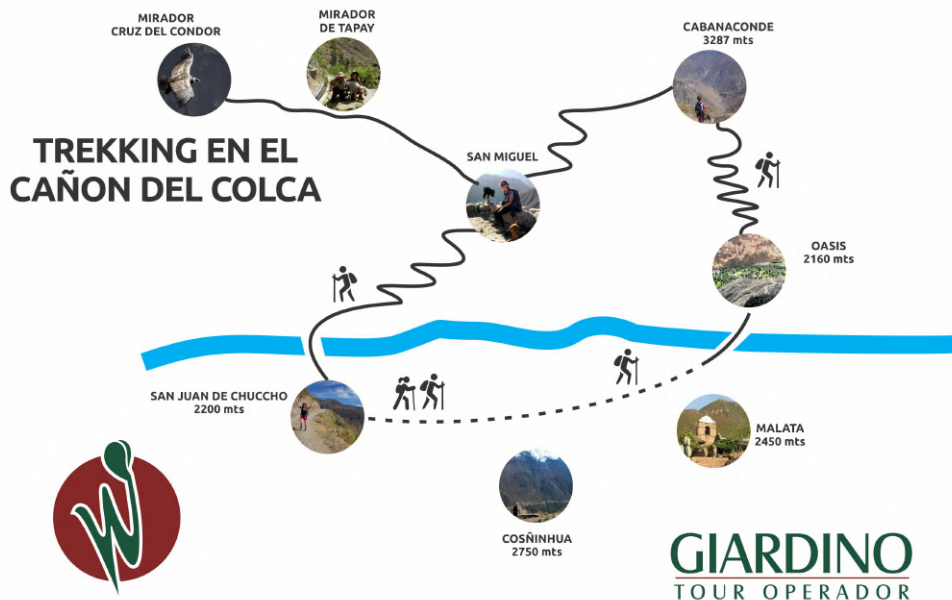 MIRADOR
CRUZ DEL CONDOR
MIRADOR
DE TAPAY
CABANACONDE
3287 mts
TREKKING EN EL
CAÑON DEL COLCA
SAN MIGUEL
OASIS
2160 mts
SAN JUAN DE CHUCCHO
2200 mts
MALATA
2450 mts
COSÑINHUA
2750 mts
GIARDINO
TOUR OPERADOR